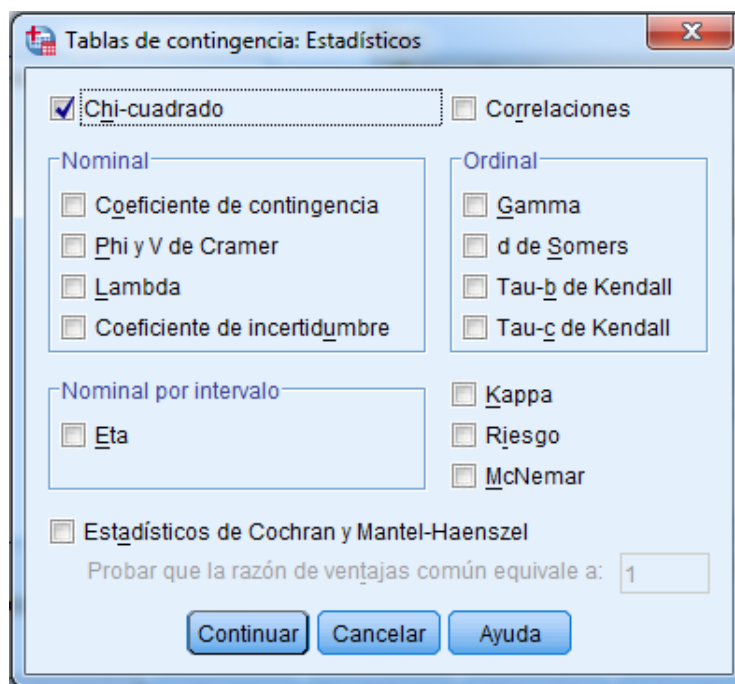 Tablas de contingencia: Estadísticos
Chi-cuadrado
Correlaciones
Nominal
Coeficiente de contingencia
Phi y V de Cramer
Lambda
Coeficiente de incertidumbre
Ordinal
Gamma
d de Somers
Tau-b de Kendall
Tau-c de Kendall
Nominal por intervalo
Eta
Kappa
Riesgo
McNemar
Estadísticos de Cochran y Mantel-Haenszel
Probar que la razón de ventajas común equivale a: 1
Continuar Cancelar Ayuda